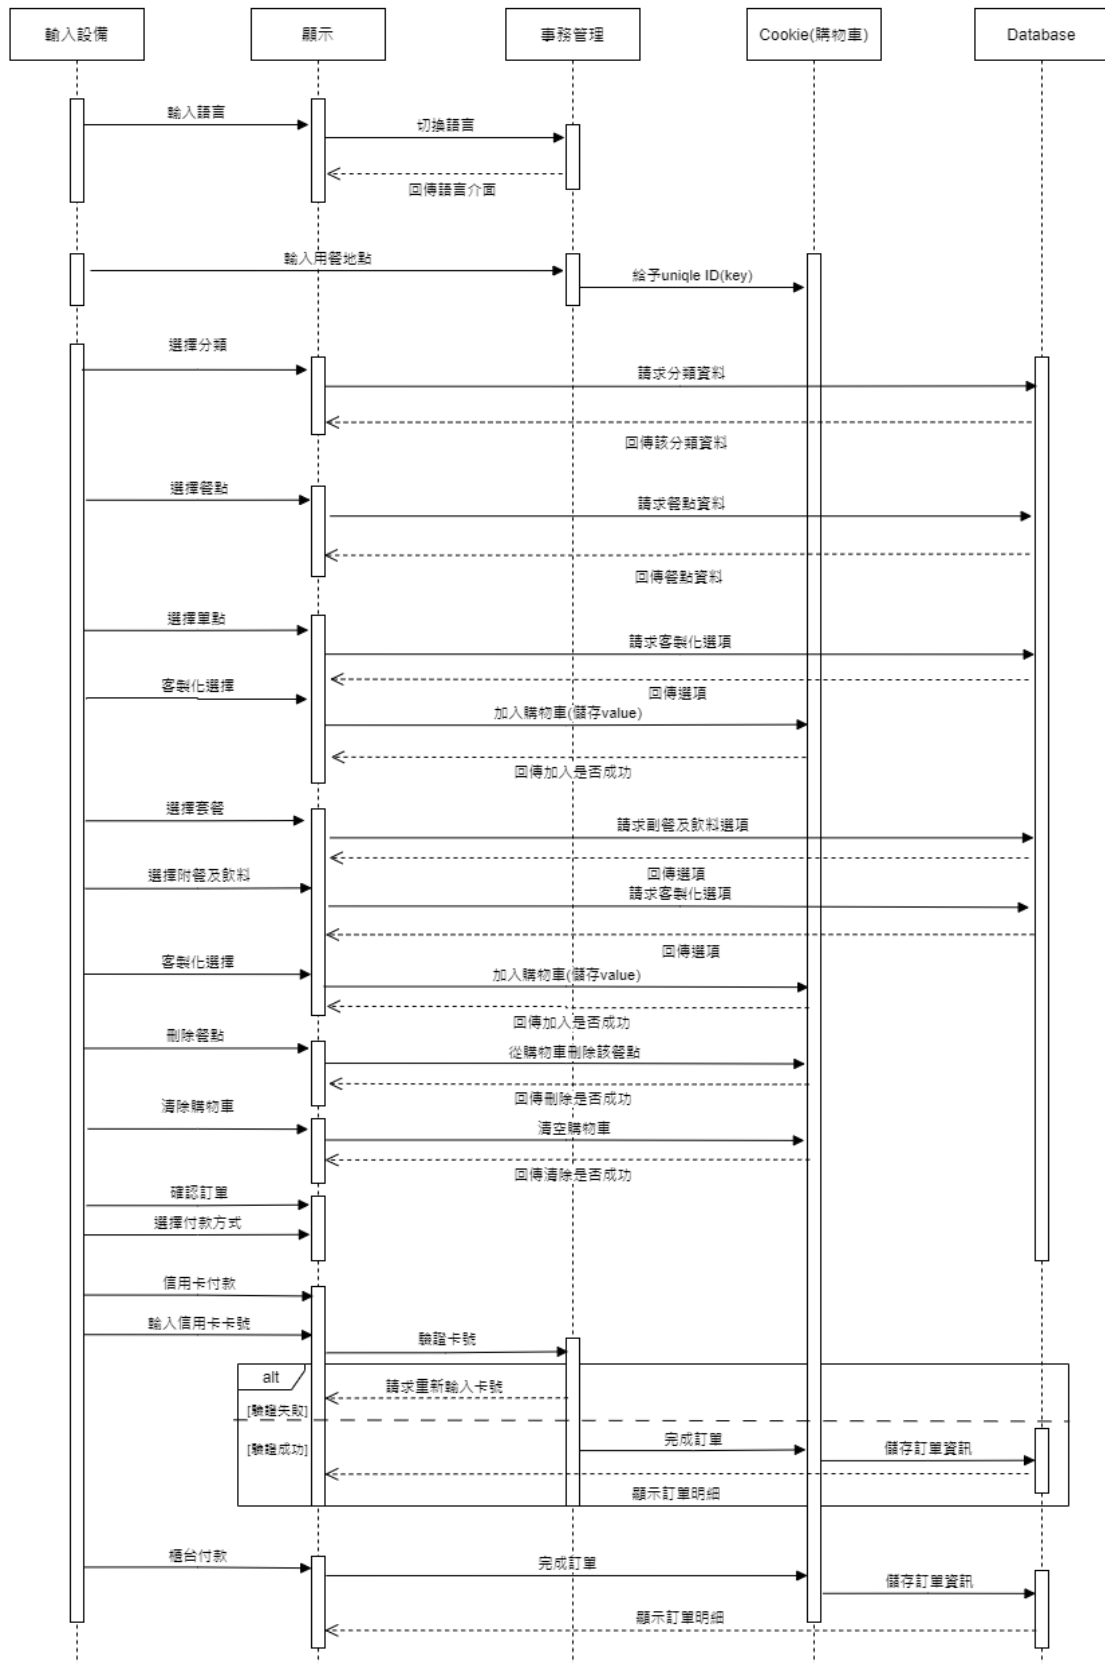 輸入設備
顯示
事務管理
Cookie(購物車)
Database
輸入語言
切換語言
回傳語言介面
輸入用餐地點
給予uniqle ID(key)
選擇分類
請求分類資料
回傳該分類資料
選擇餐點
請求餐點資料
回傳餐點資料
選擇單點
請求客製化選項
客製化選擇
回傳選項
加入購物車(儲存value)
回傳加入是否成功
選擇套餐
請求副餐及飲料選項
選擇附餐及飲料
回傳選項
請求客製化選項
回傳選項
客製化選擇
加入購物車(儲存value)
回傳加入是否成功
刪除餐點
從購物車刪除該餐點
回傳刪除是否成功
清除購物車
清空購物車
回傳清除是否成功
確認訂單
選擇付款方式
信用卡付款
輸入信用卡卡號
驗證卡號
alt
請求重新輸入卡號
[驗證失敗]
[驗證成功]
完成訂單
儲存訂單資訊
顯示訂單明細
櫃台付款
完成訂單
儲存訂單資訊
顯示訂單明細